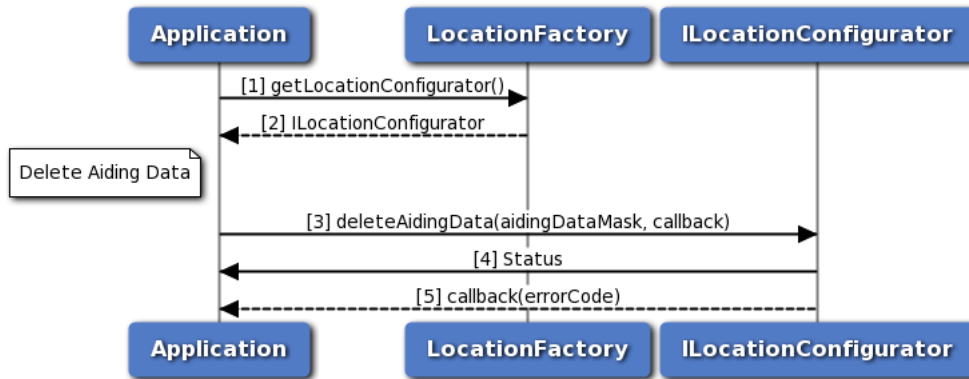 Application LocationFactory ILocationConfigurator
[1] getLocationConfigurator()
[2] ILocationConfigurator
Delete Aiding Data
[3] deleteAidingData(aidingDataMask, callback)
[4] Status
[5] callback(errorCode)
Application LocationFactory ILocationConfigurator